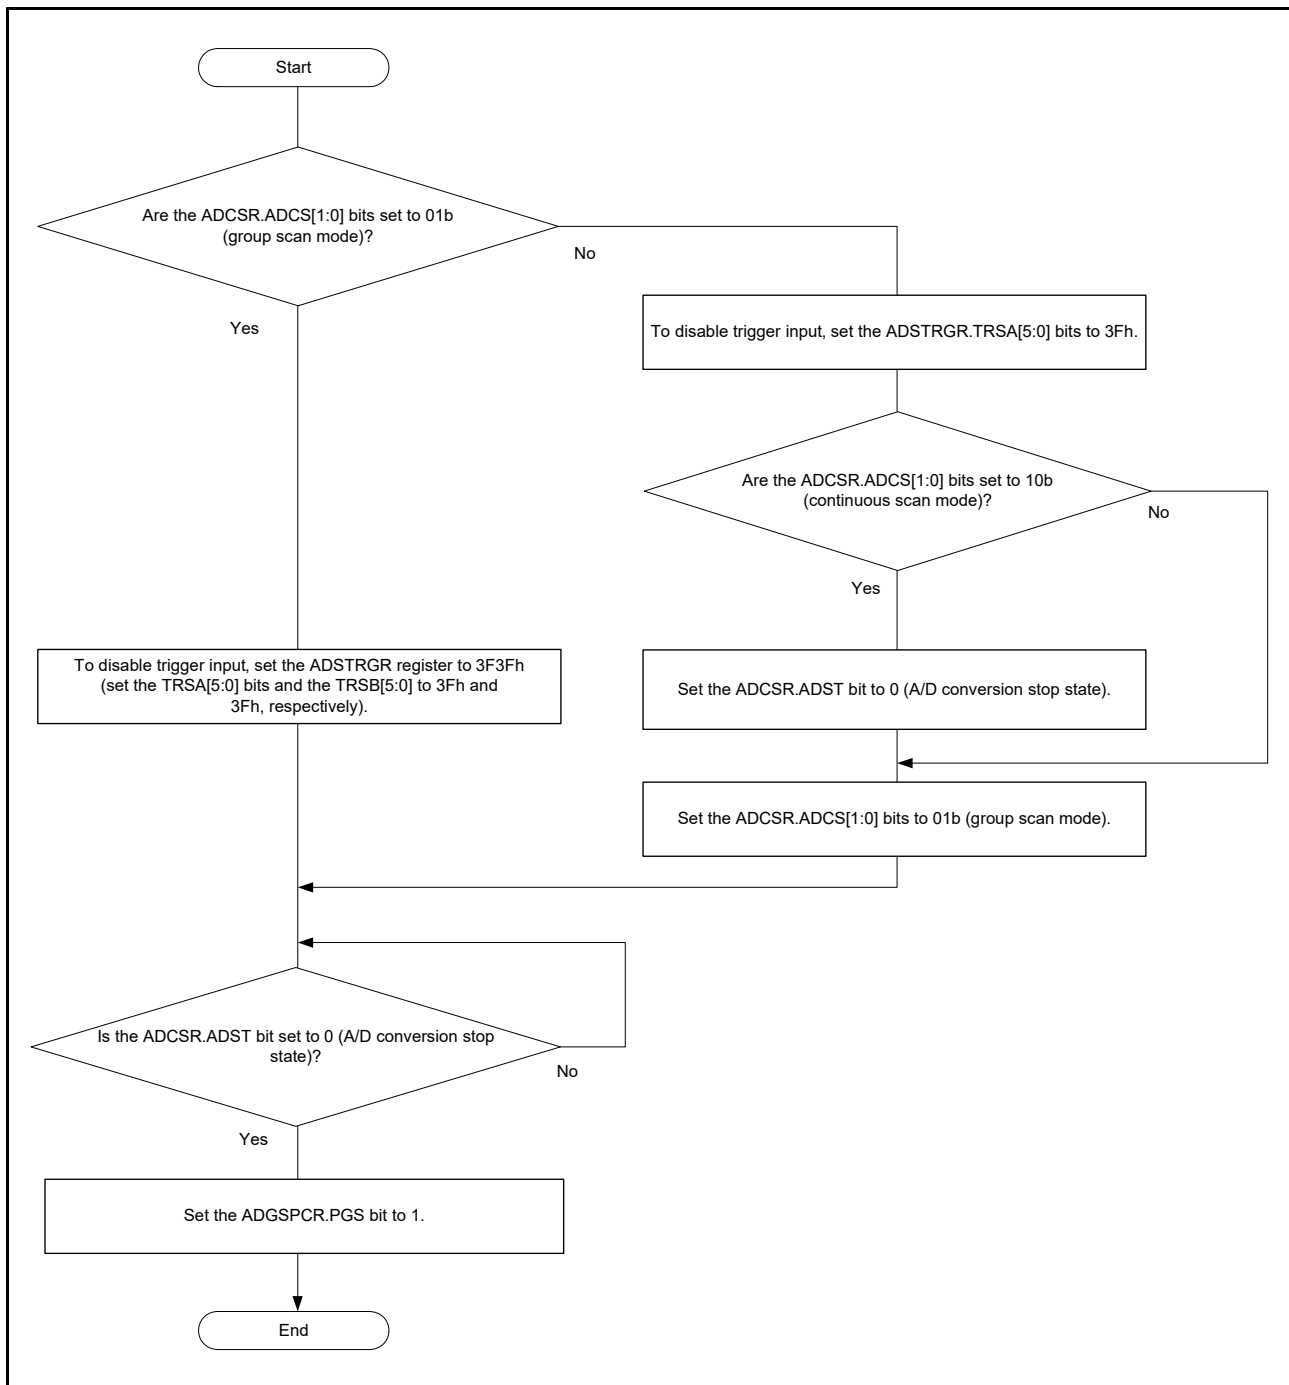 Start
Are the ADCSR.ADCS[1:0] bits set to 01b
(group scan mode)?
No
Yes
To disable trigger input, set the ADSTRGR.TRSA[5:0] bits to 3Fh.
Are the ADCSR.ADCS[1:0] bits set to 10b
(continuous scan mode)?
No
Yes
To disable trigger input, set the ADSTRGR register to 3F3Fh
(set the TRSA[5:0] bits and the TRSB[5:0] to 3Fh and
3Fh, respectively).
Set the ADCSR.ADST bit to 0 (A/D conversion stop state).
Set the ADCSR.ADCS[1:0] bits to 01b (group scan mode).
Is the ADCSR.ADST bit set to 0 (A/D conversion stop
state)?
No
Yes
Set the ADGSPCR.PGS bit to 1.
End